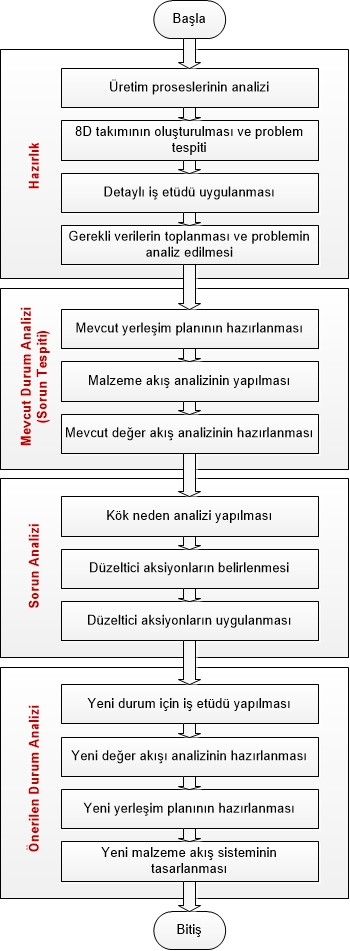 Başla
Hazırlık
Üretim proseslerinin analizi
8D takımının oluşturulması ve problem
tespiti
Detaylı iş etüdü uygulanması
Gerekli verilerin toplanması ve problemin
analiz edilmesi
Mevcut Durum Analizi
(Sorun Tespiti)
Mevcut yerleşim planının hazırlanması
Malzeme akış analizinin yapılması
Mevcut değer akış analizinin hazırlanması
Sorun Analizi
Kök neden analizi yapılması
Düzeltici aksiyonların belirlenmesi
Düzeltici aksiyonların uygulanması
Önerilen Durum Analizi
Yeni durum için iş etüdü yapılması
Yeni değer akışı analizinin hazırlanması
Yeni yerleşim planının hazırlanması
Yeni malzeme akış sisteminin
tasarlanması
Bitiş